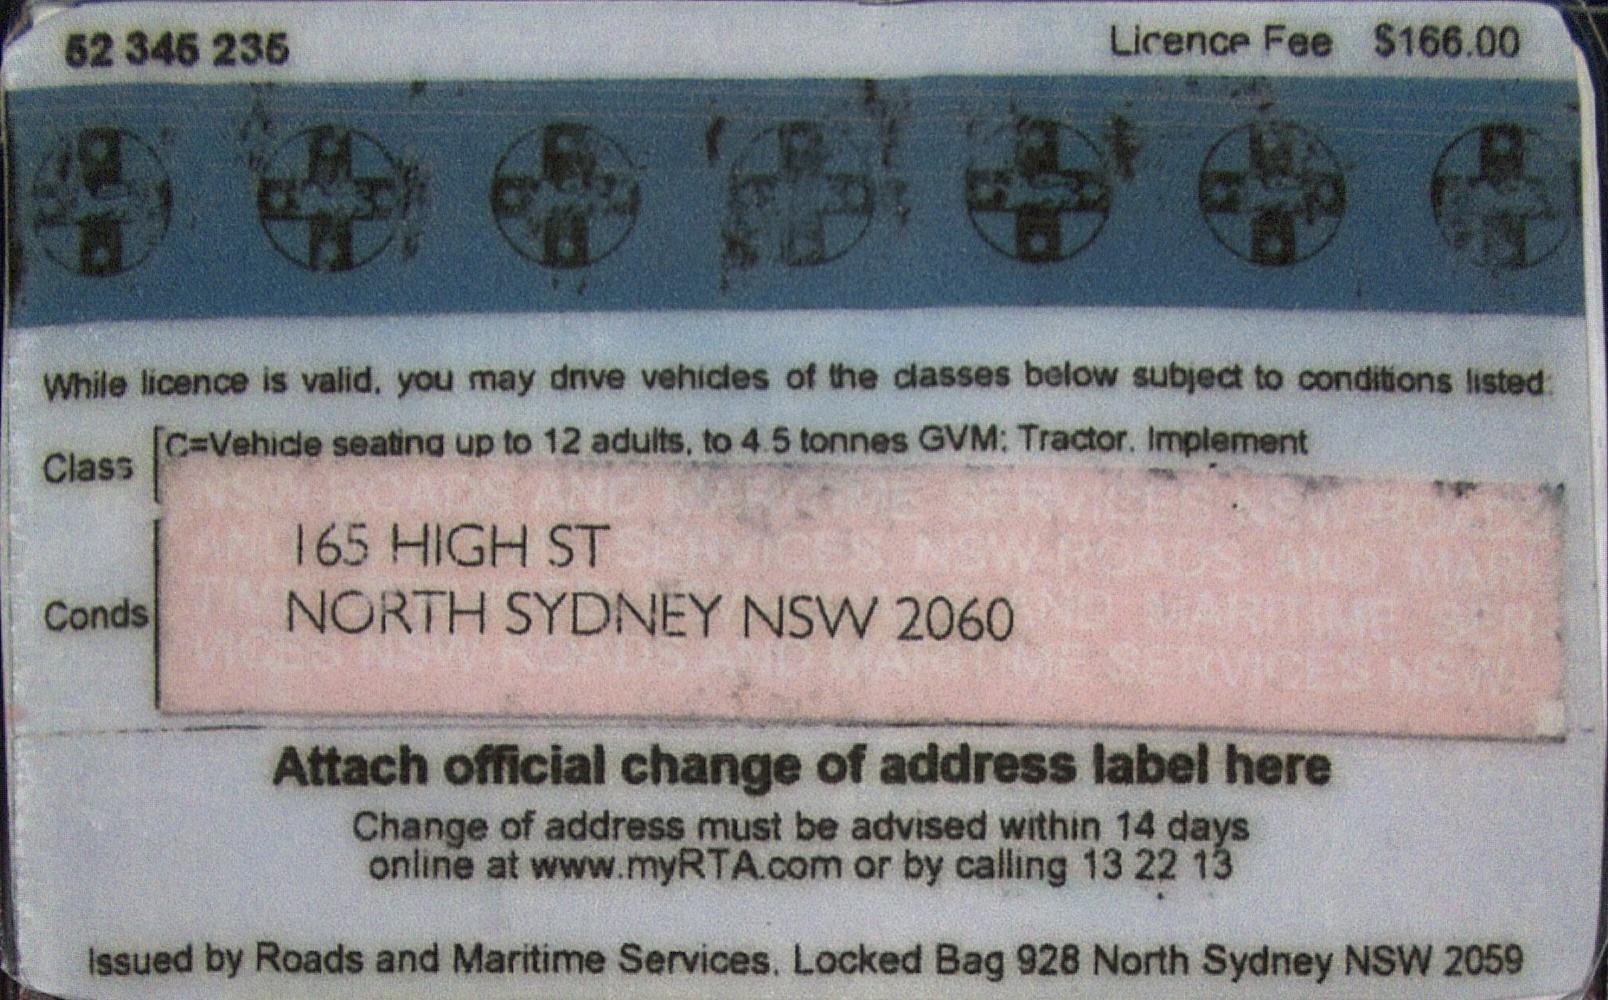 52 345 235
Licence Fee $166.00
While licence is valid, you may drive vehicles of the classes below subject to conditions listed:
Class
C=Vehicle seating up to 12 adults, to 4.5 tonnes GVM: Tractor. Implement
NSW ROADS AND MARITIME SERVICES NSW ROADS
165 HIGH ST
SERVICES NSW ROADS AND MARI
Conds
NORTH SYDNEY NSW 2060
MARITIME SER
VICES NSW ROADS AND MARITIME SERVICES NSW
Attach official change of address label here
Change of address must be advised within 14 days
online at www.myRTA.com or by calling 13 22 13
Issued by Roads and Maritime Services. Locked Bag 928 North Sydney NSW 2059